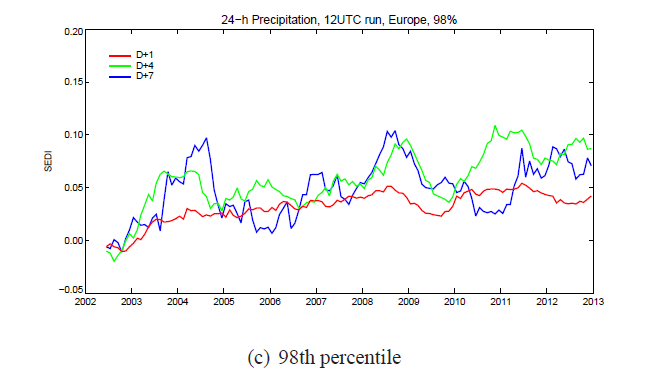 24−h Precipitation, 12UTC run, Europe, 98%
0.20
D+1
D+4
D+7
0.15
0.10
SEDI
0.05
0.00
−0.05
2002 2003 2004 2005 2006 2007 2008 2009 2010 2011 2012 2013
(c) 98th percentile